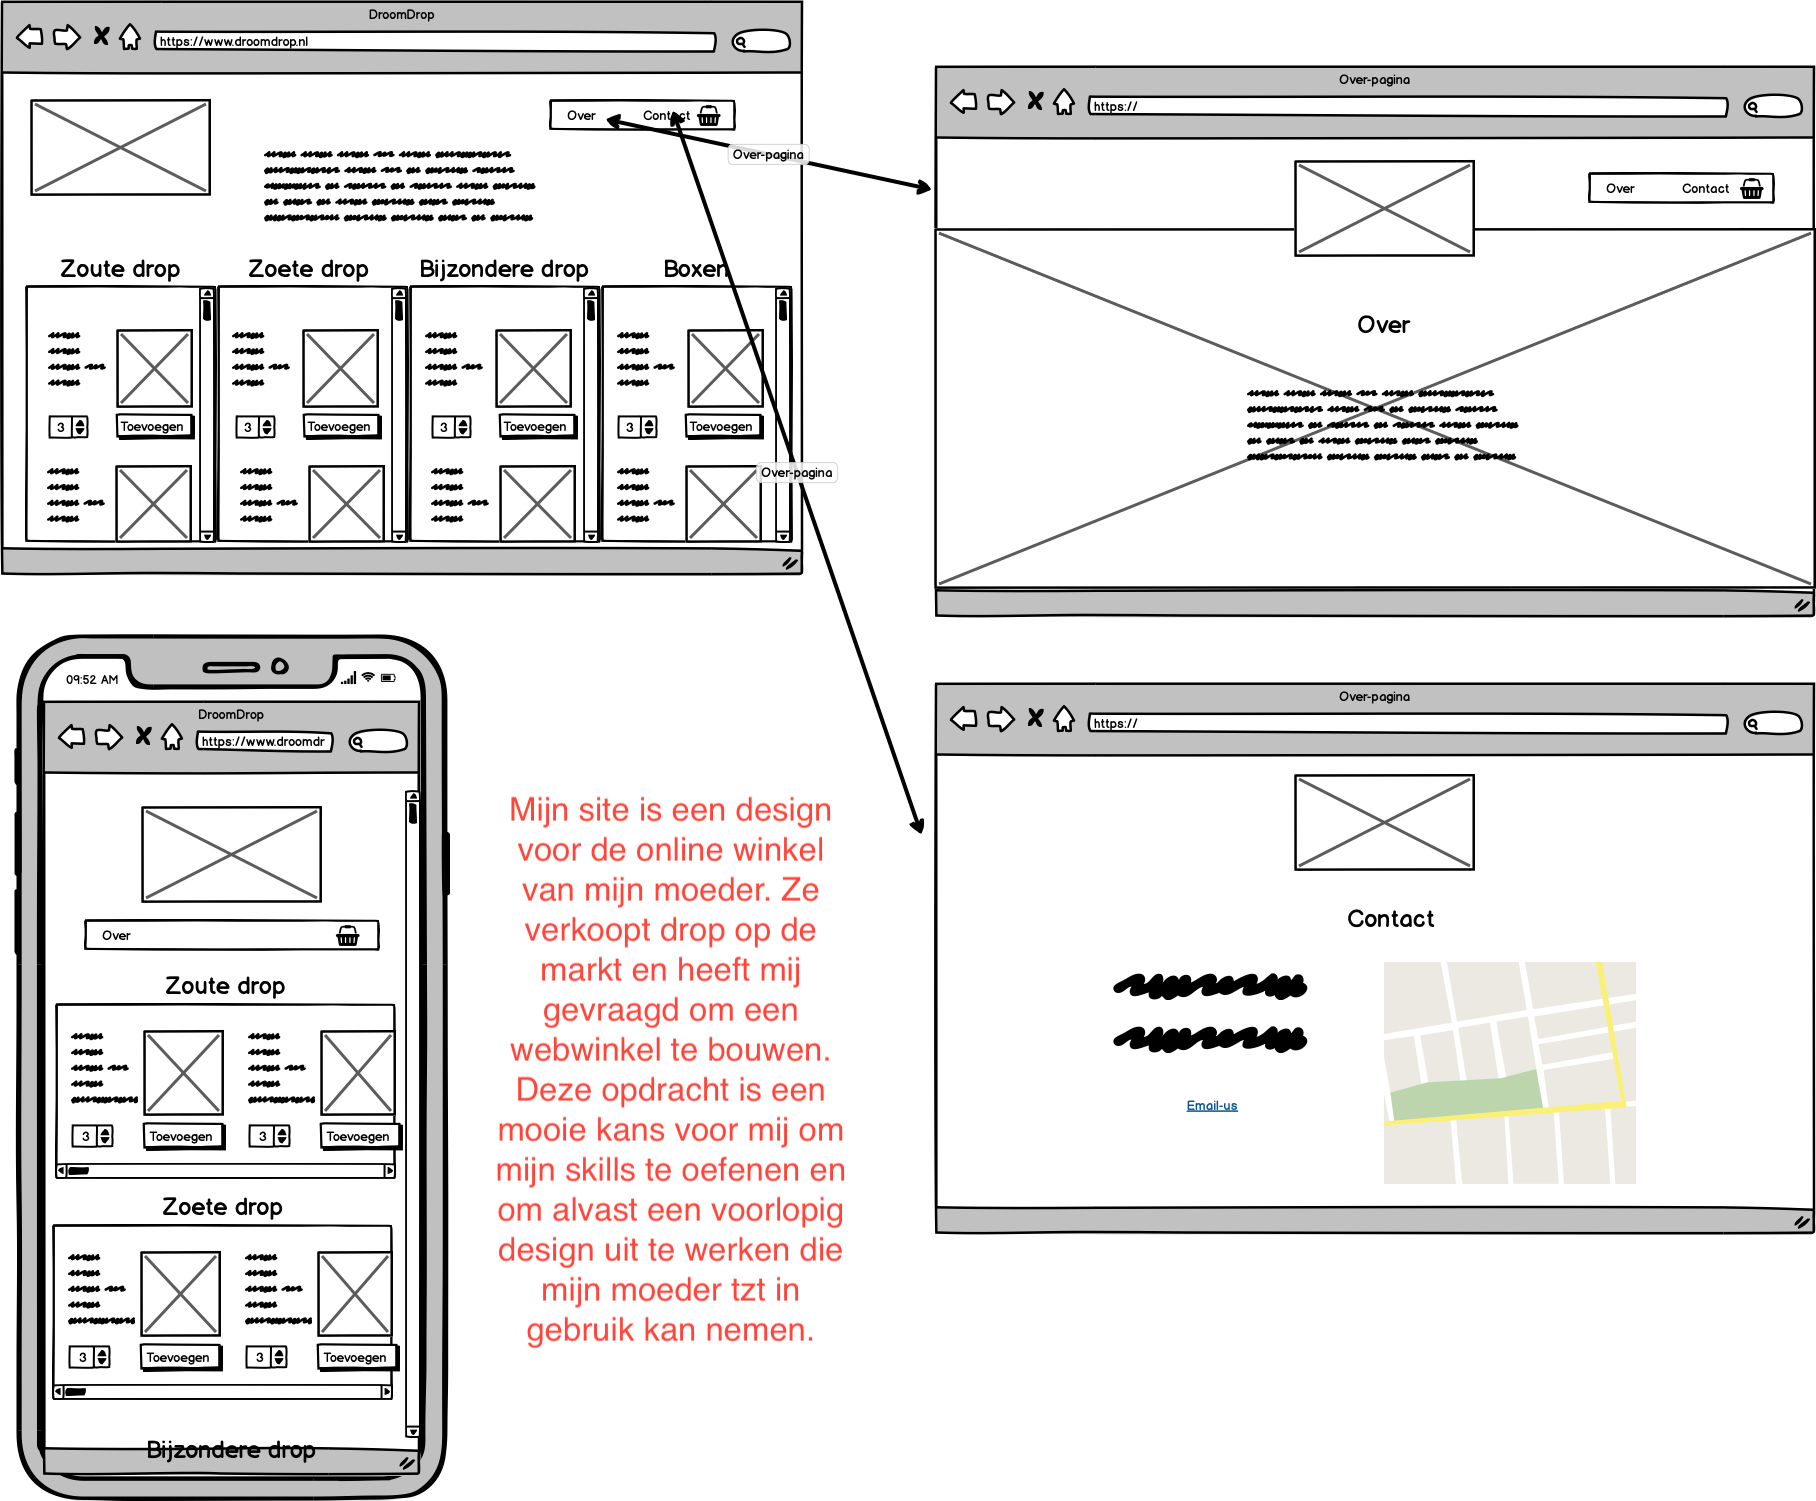 DroomDrop
https://www.droomdrop.nl
Over Contact
Over-pagina
Zoute drop Zoete drop Bijzondere drop Boxen
3 Toevoegen 3 Toevoegen 3 Toevoegen 3 Toevoegen
Over-pagina
Over-pagina
https://
Over Contact
Over
09:52 AM
DroomDrop
https://www.droomdr
Over
Zoute drop
3 Toevoegen 3 Toevoegen
Zoete drop
3 Toevoegen 3 Toevoegen
Bijzondere drop
Mijn site is een design
voor de online winkel
van mijn moeder. Ze
verkoopt drop op de
markt en heeft mij
gevraagd om een
webwinkel te bouwen.
Deze opdracht is een
mooie kans voor mij om
mijn skills te oefenen en
om alvast een voorlopig
design uit te werken die
mijn moeder tzt in
gebruik kan nemen.
Over-pagina
https://
Contact
Email-us